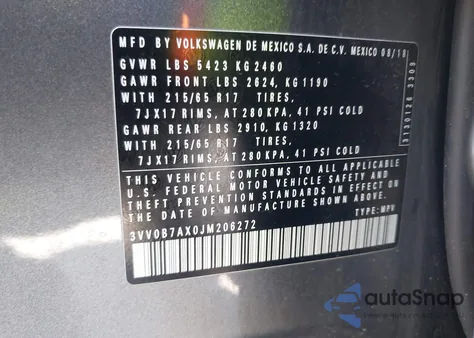 MFD BY VOLKSWAGEN DE MEXICO S.A. DE C.V. MEXICO 06/18
GVWR LBS 5423 KG 2460
GAWR FRONT LBS 2624, KG 1190
WITH 215/65 R17 TIRES,
7JX17 RIMS, AT 280 KPA, 41 PSI COLD
GAWR REAR LBS 2910, KG 1320
WITH 215/65 R17 TIRES,
7JX17 RIMS, AT 280 KPA, 41 PSI COLD
THIS VEHICLE CONFORMS TO ALL APPLICABLE
U.S. FEDERAL MOTOR VEHICLE SAFETY AND
THEFT PREVENTION STANDARDS IN EFFECT ON THE
DATE OF MANUFACTURE SHOWN ABOVE.
3VV0B7AX0JM206272 TYPE: MPV
3130126 3309
autoSnap